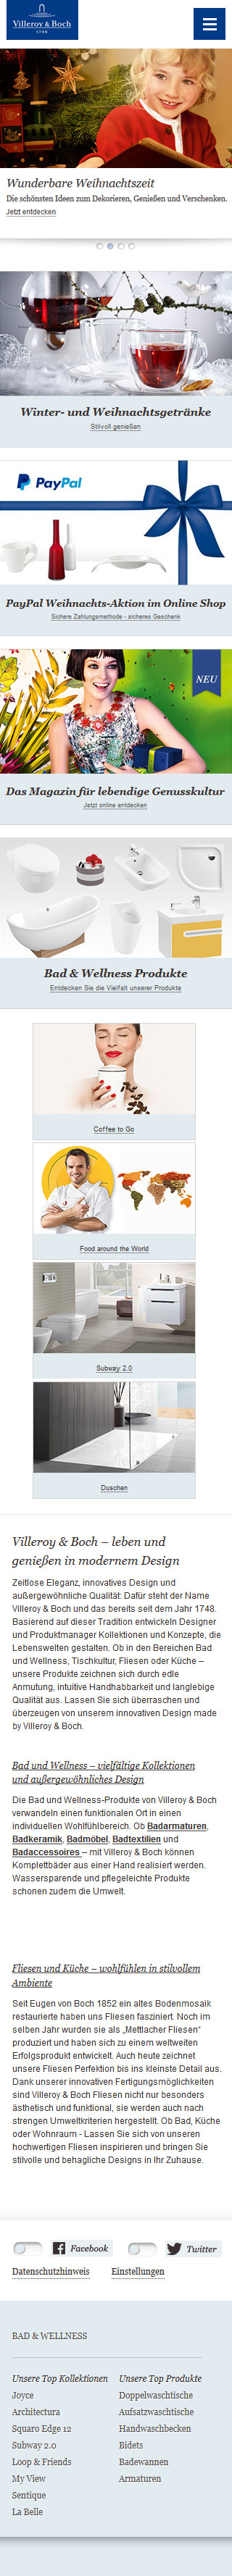 Villeroy & Boch
1748
Wunderbare Weihnachtszeit
Die schönsten Ideen zum Dekorieren, Genießen und Verschenken.
Jetzt entdecken
Winter- und Weihnachtsgetränke
Stilvoll genießen
PayPal
PayPal Weihnachts-Aktion im Online Shop
Sichere Zahlungsmethode - sicheres Geschenk
NEU
Das Magazin für lebendige Genusskultur
Jetzt online entdecken
Bad & Wellness Produkte
Entdecken Sie die Vielfalt unserer Produkte
Coffee to Go
Food around the World
Subway 2.0
Duschen
Villeroy & Boch – leben und
genießen in modernem Design
Zeitlose Eleganz, innovatives Design und
außergewöhnliche Qualität: Dafür steht der Name
Villeroy & Boch und das bereits seit dem Jahr 1748.
Basierend auf dieser Tradition entwickeln Designer
und Produktmanager Kollektionen und Konzepte, die
Lebenswelten gestalten. Ob in den Bereichen Bad
und Wellness, Tischkultur, Fliesen oder Küche –
unsere Produkte zeichnen sich durch edle
Anmutung, intuitive Handhabbarkeit und langlebige
Qualität aus. Lassen Sie sich überraschen und
überzeugen von unserem innovativen Design made
by Villeroy & Boch.
Bad und Wellness – vielfältige Kollektionen
und außergewöhnliches Design
Die Bad und Wellness-Produkte von Villeroy & Boch
verwandeln einen funktionalen Ort in einen
individuellen Wohlfühlbereich. Ob Badarmaturen,
Badkeramik, Badmöbel, Badtextilien und
Badaccessoires – mit Villeroy & Boch können
Komplettbäder aus einer Hand realisiert werden.
Wassersparende und pflegeleichte Produkte
schonen zudem die Umwelt.
Fliesen und Küche – wohlfühlen in stilvollem
Ambiente
Seit Eugen von Boch 1852 ein altes Bodenmosaik
restaurierte haben uns Fliesen fasziniert. Noch im
selben Jahr wurden sie als „Mettlacher Fliesen“
produziert und haben sich zu einem weltweiten
Erfolgsprodukt entwickelt. Auch heute zeichnet
unsere Fliesen Perfektion bis ins kleinste Detail aus.
Dank unserer innovativen Fertigungsmöglichkeiten
sind Villeroy & Boch Fliesen nicht nur besonders
ästhetisch und funktional, sie werden auch nach
strengen Umweltkriterien hergestellt. Ob Bad, Küche
oder Wohnraum - Lassen Sie sich von unseren
hochwertigen Fliesen inspirieren und bringen Sie
stilvolle und behagliche Designs in Ihr Zuhause.
Facebook Twitter
Datenschutzhinweis Einstellungen
BAD & WELLNESS
Unsere Top Kollektionen Unsere Top Produkte
Joyce Doppelwaschtische
Architectura Aufsatzwaschtische
Squaro Edge 12 Handwaschbecken
Subway 2.0 Bidets
Loop & Friends Badewannen
My View Armaturen
Sentique
La Belle